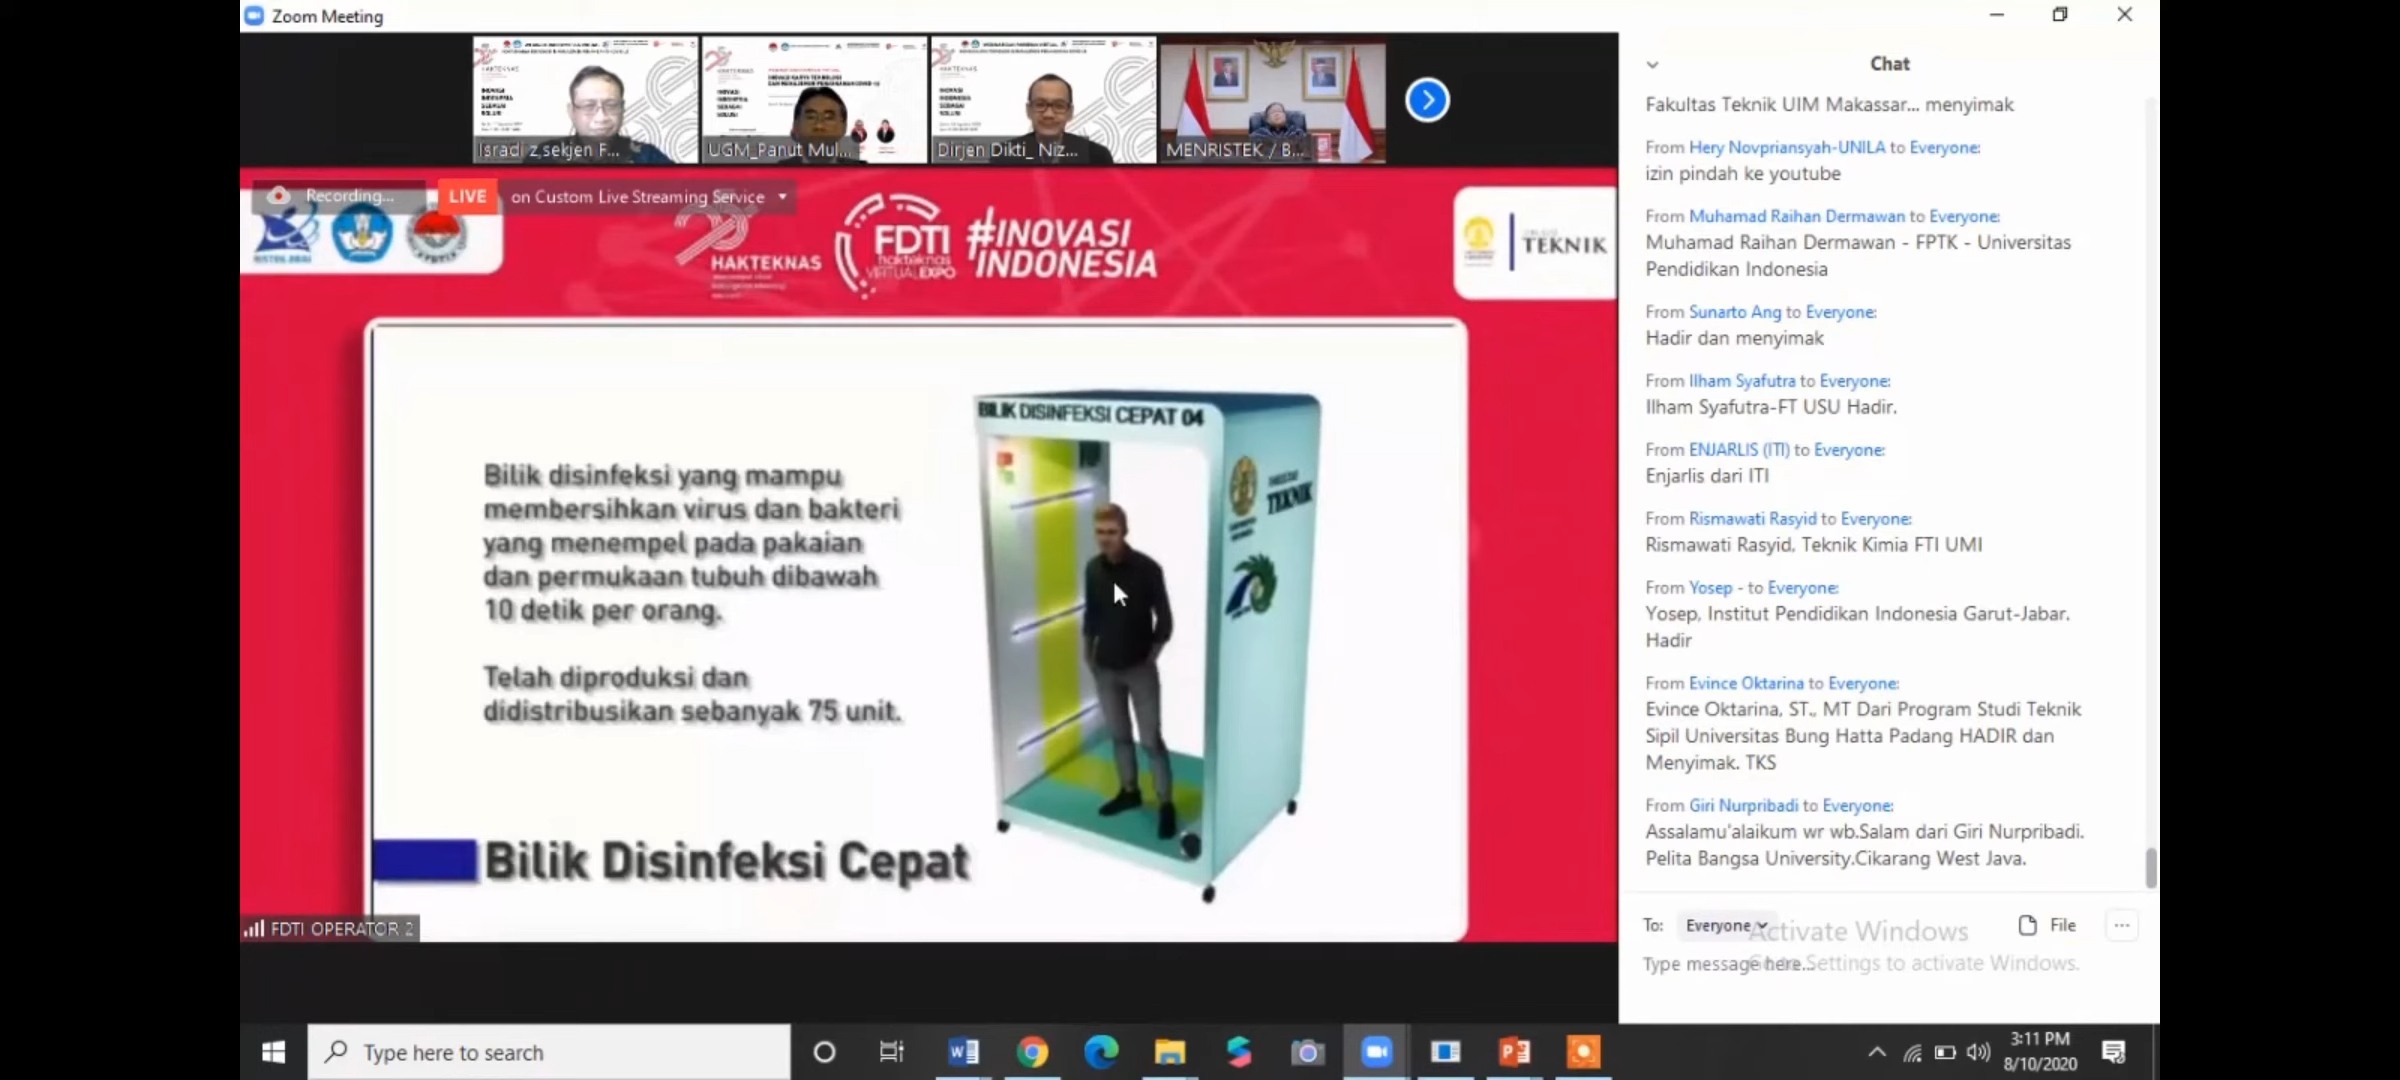 Zoom Meeting
Isradi z,sekjen F...
UGM_Panut Mul...
Dirjen Dikti_ Niz...
MENRISTEK / B...
Recording...
LIVE
on Custom Live Streaming Service
HAKTEKNAS
FDTI
hakteknas
VIRTUAL EXPO
#INOVASI
INDONESIA
TEKNIK
BILIK DISINFEKSI CEPAT 04
TEKNIK
Bilik disinfeksi yang mampu
membersihkan virus dan bakteri
yang menempel pada pakaian
dan permukaan tubuh dibawah
10 detik per orang.
Telah diproduksi dan
didistribusikan sebanyak 75 unit.
Bilik Disinfeksi Cepat
FDTI OPERATOR 2
Chat
Fakultas Teknik UIM Makassar... menyimak
From Hery Novpriansyah-UNILA to Everyone:
izin pindah ke youtube
From Muhamad Raihan Dermawan to Everyone:
Muhamad Raihan Dermawan - FPTK - Universitas
Pendidikan Indonesia
From Sunarto Ang to Everyone:
Hadir dan menyimak
From Ilham Syafutra to Everyone:
Ilham Syafutra-FT USU Hadir.
From ENJARLIS (ITI) to Everyone:
Enjarlis dari ITI
From Rismawati Rasyid to Everyone:
Rismawati Rasyid, Teknik Kimia FTI UMI
From Yosep - to Everyone:
Yosep, Institut Pendidikan Indonesia Garut-Jabar.
Hadir
From Evince Oktarina to Everyone:
Evince Oktarina, ST., MT Dari Program Studi Teknik
Sipil Universitas Bung Hatta Padang HADIR dan
Menyimak. TKS
From Giri Nurpribadi to Everyone:
Assalamu'alaikum wr wb.Salam dari Giri Nurpribadi.
Pelita Bangsa University.Cikarang West Java.
To: Everyone
File
Activate Windows
Type message here...
Go to Settings to activate Windows.
Type here to search
3:11 PM
8/10/2020